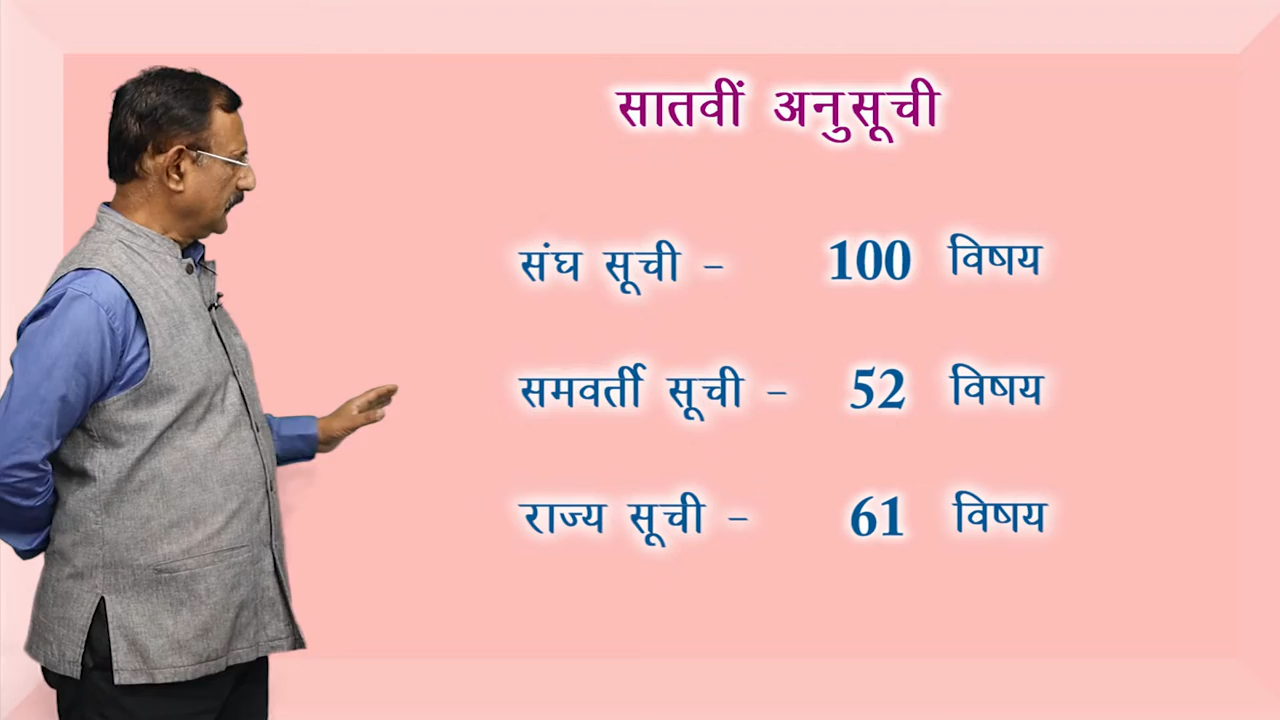 सातवीं अनुसूची
संघ सूची – 100 विषय
समवर्ती सूची – 52 विषय
राज्य सूची – 61 विषय